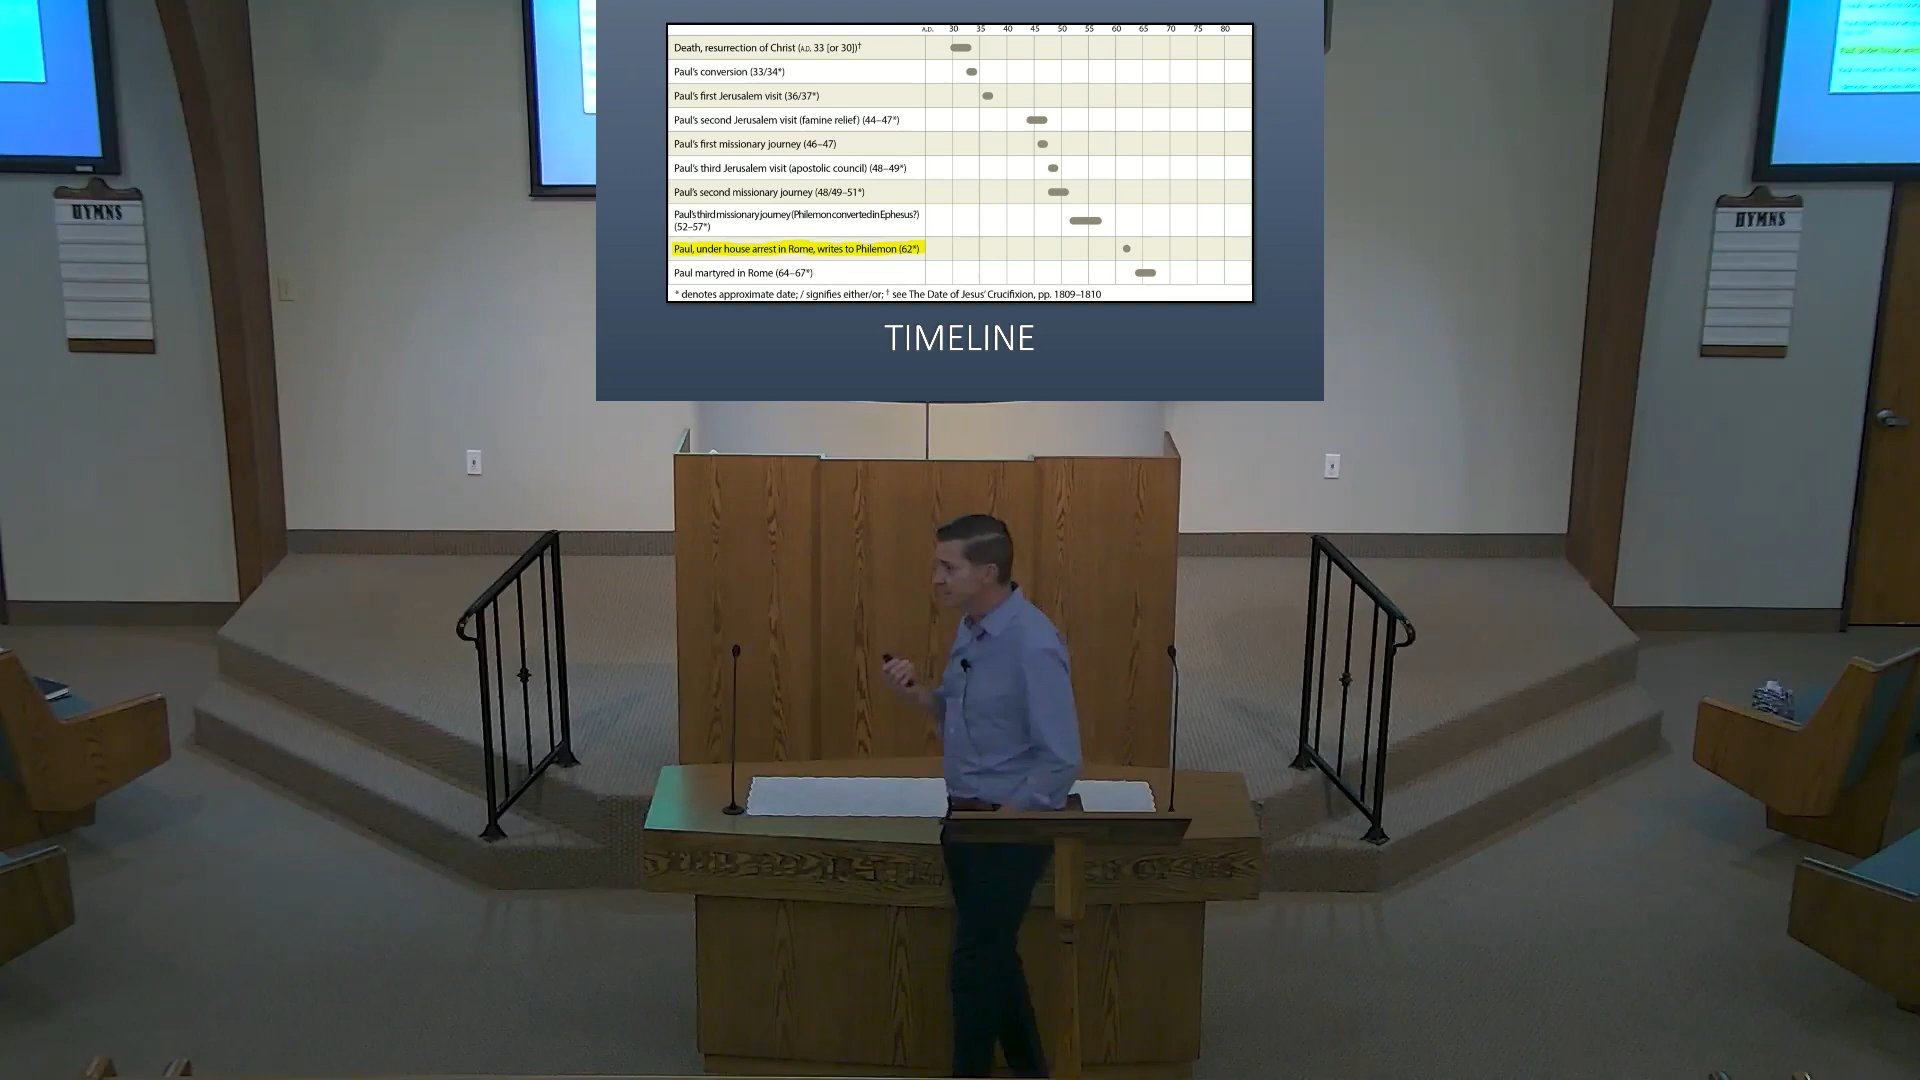 A.D. 30 35 40 45 50 55 60 65 70 75 80
Death, resurrection of Christ (A.D. 33 [or 30])†
Paul's conversion (33/34*)
Paul's first Jerusalem visit (36/37*)
Paul's second Jerusalem visit (famine relief) (44–47*)
Paul's first missionary journey (46–47)
Paul's third Jerusalem visit (apostolic council) (48–49*)
Paul's second missionary journey (48/49–51*)
Paul's third missionary journey (Philemon converted in Ephesus?)
(52–57*)
Paul, under house arrest in Rome, writes to Philemon (62*)
Paul martyred in Rome (64–67*)
* denotes approximate date; / signifies either/or; † see The Date of Jesus' Crucifixion, pp. 1809–1810
TIMELINE
HYMNS
HYMNS